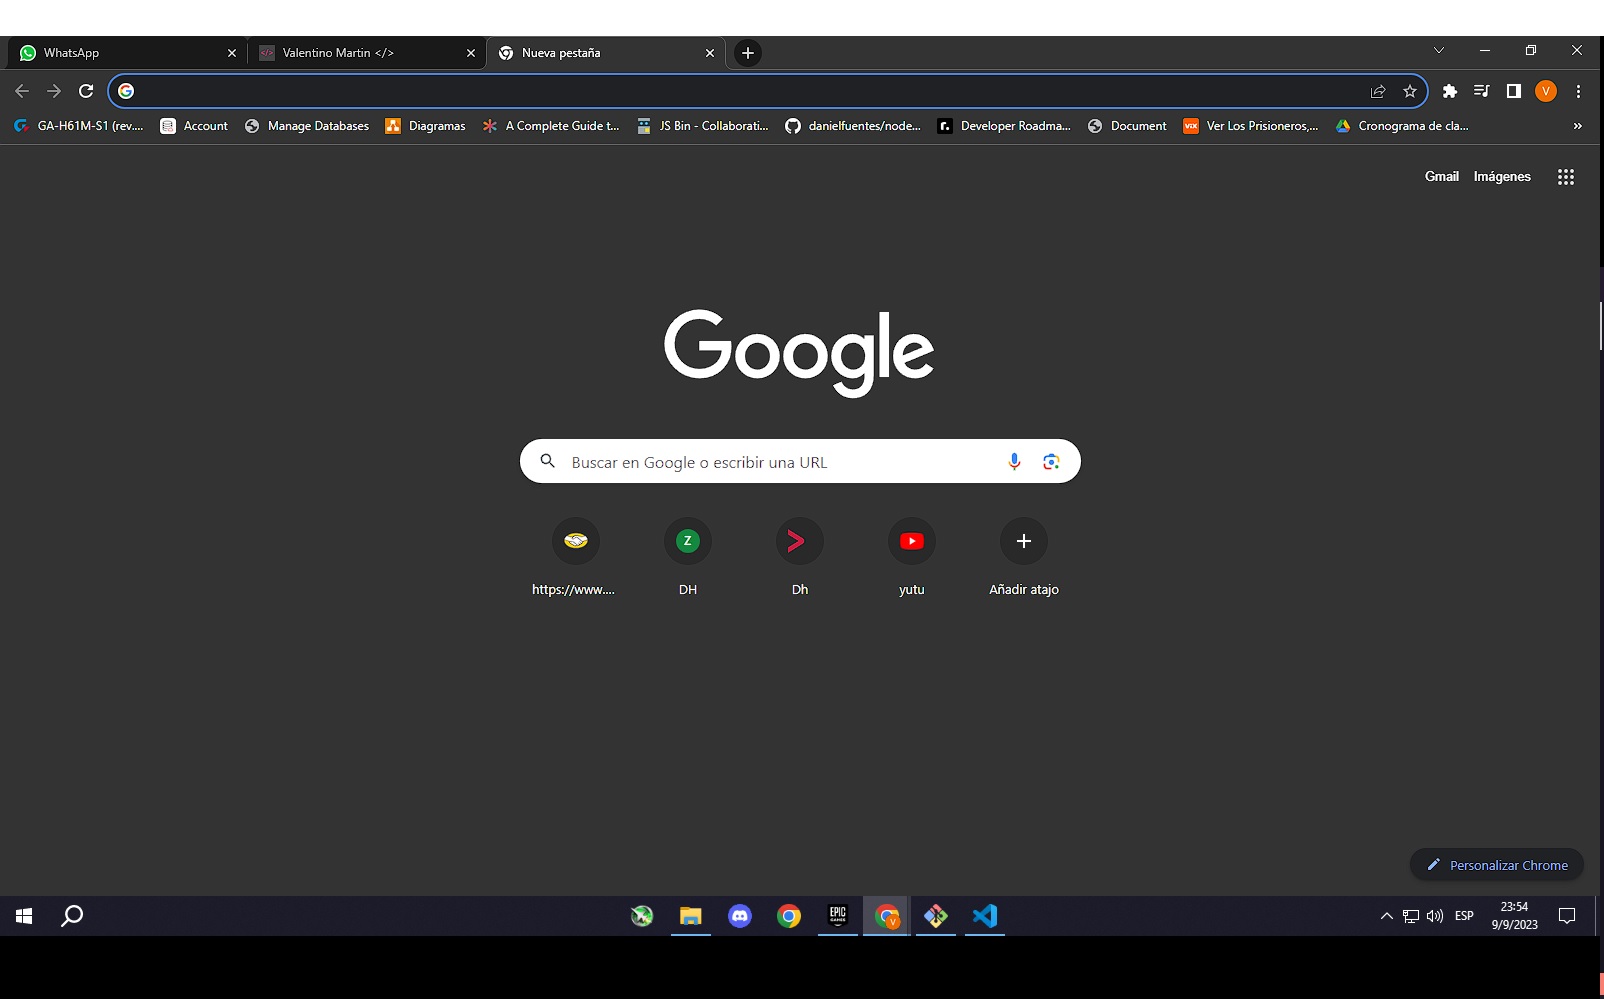 WhatsApp
Valentino Martin </>
Nueva pestaña
V
GA-H61M-S1 (rev....
Account
Manage Databases
Diagramas
A Complete Guide t...
JS Bin - Collaborati...
danielfuentes/node...
Developer Roadma...
Document
Ver Los Prisioneros,...
Cronograma de cla...
Gmail
Imágenes
Google
Buscar en Google o escribir una URL
Z
https://www....
DH
Dh
yutu
Añadir atajo
Personalizar Chrome
EPIC
GAMES
V
ESP
23:54
9/9/2023